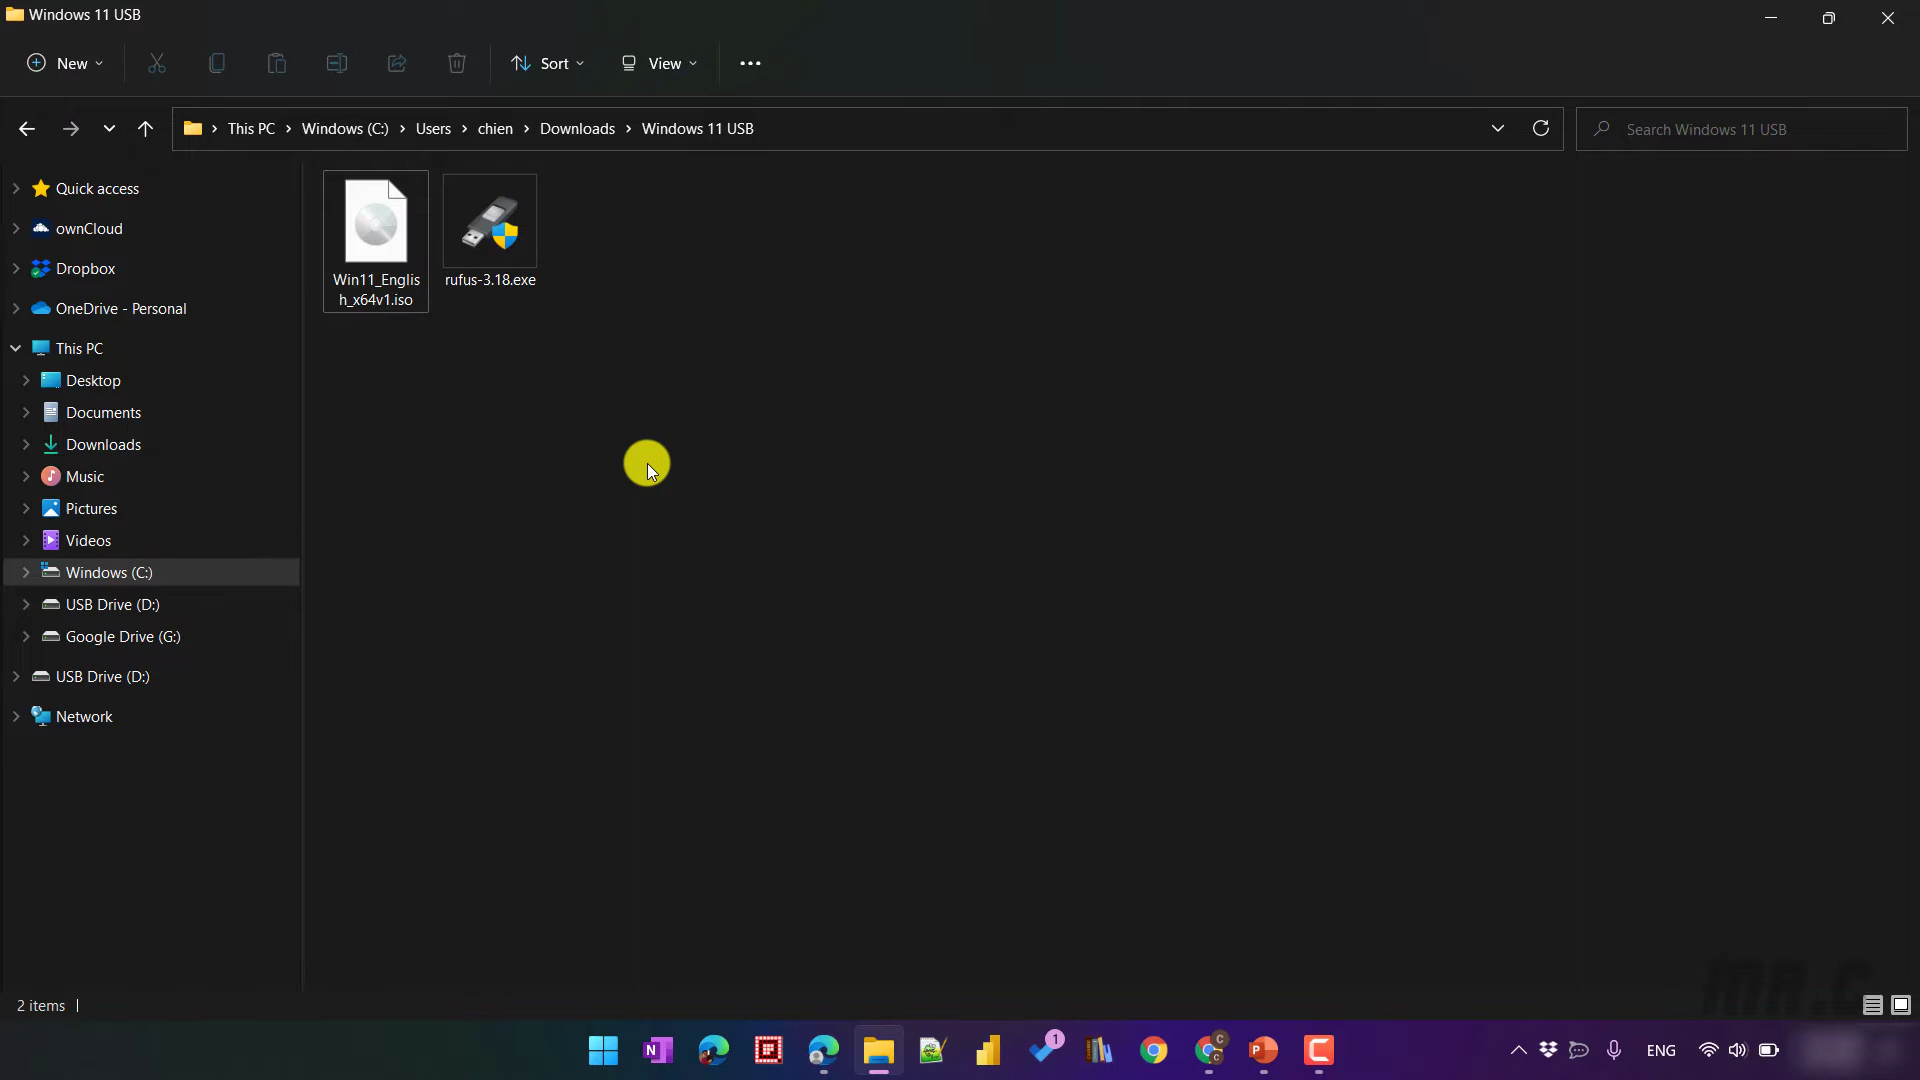 Windows 11 USB
New
Sort
View
This PC
Windows (C:)
Users
chien
Downloads
Windows 11 USB
Search Windows 11 USB
Quick access
ownCloud
Dropbox
OneDrive - Personal
This PC
Desktop
Documents
Downloads
Music
Pictures
Videos
Windows (C:)
USB Drive (D:)
Google Drive (G:)
USB Drive (D:)
Network
Win11_Englis
h_x64v1.iso
rufus-3.18.exe
2 items
MR.C
N
1
C
C
P
C
ENG